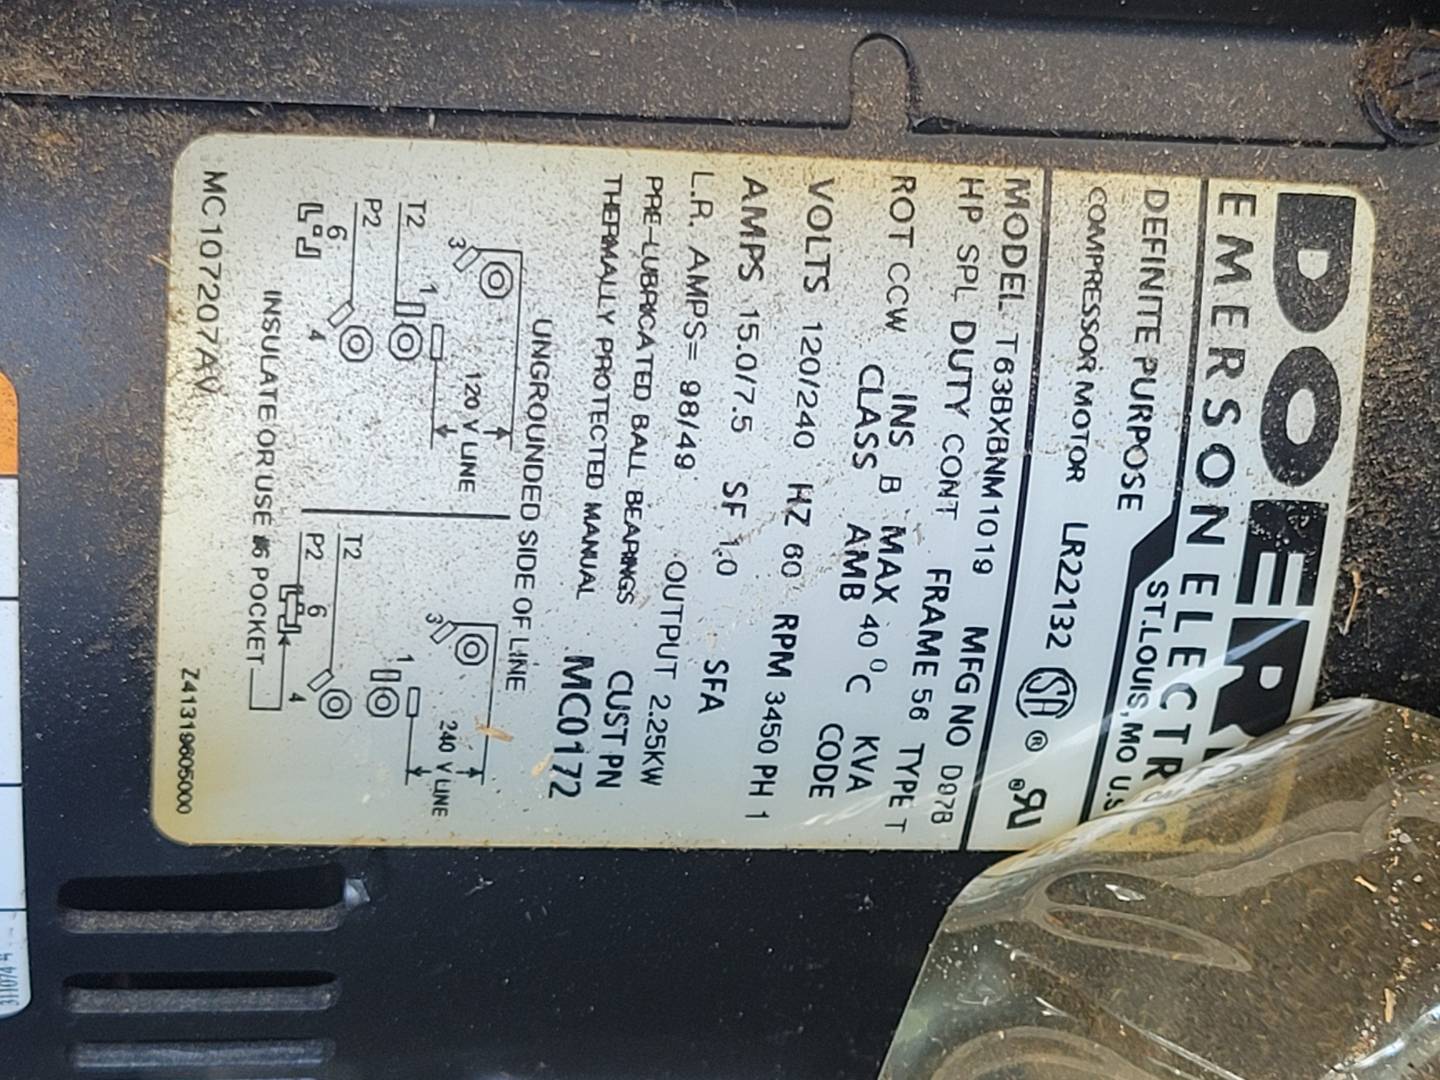 DOER
EMERSON ELECTRIC C
DEFINITE PURPOSE ST.LOUIS, MO U.S.
COMPRESSOR MOTOR LR22132 SA ® ®
MODEL T63BXBNM1019 MFG NO D97B
HP SPL DUTY CONT FRAME 56 TYPE T
ROT CCW INS CLASS B MAX AMB 40 °C KVA CODE
VOLTS 120/240 HZ 60 RPM 3450 PH 1
AMPS 15.0/7.5 SF 1.0 SFA
L.R. AMPS= 98/49 OUTPUT 2.25KW
PRE-LUBRICATED BALL BEARINGS CUST PN
THERMALLY PROTECTED MANUAL MC0172
UNGROUNDED SIDE OF LINE
3 120 V LINE
T2 1
P2 4
6
3 240 V LINE
T2 1
P2 6 4
INSULATE OR USE #6 POCKET
MC107207AV Z41319605000